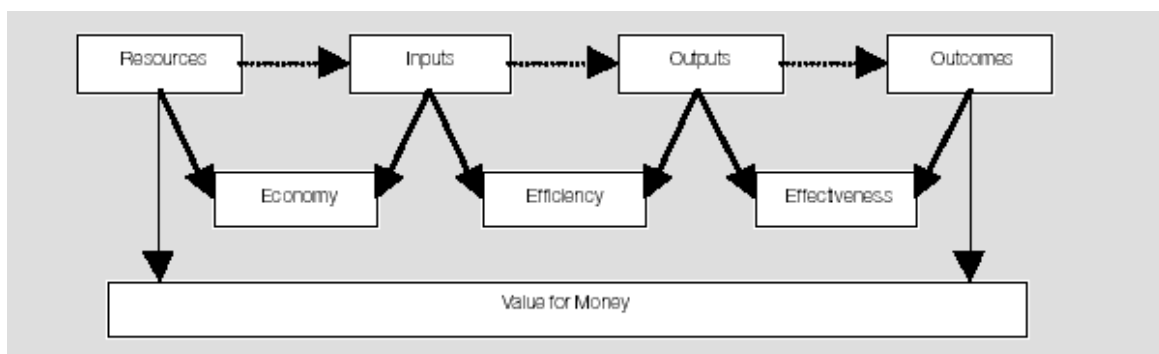 Resources
Inputs
Outputs
Outcomes
Economy
Efficiency
Effectiveness
Value for Money